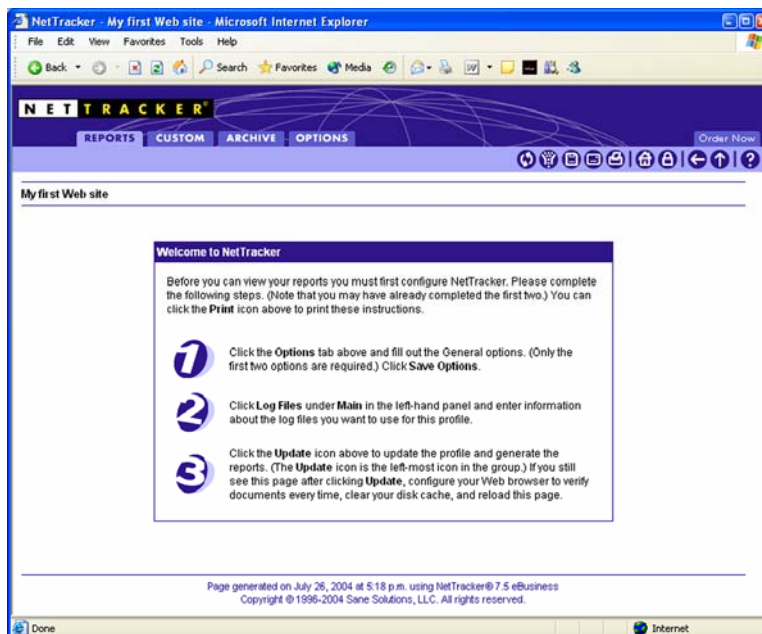 NetTracker - My first Web site - Microsoft Internet Explorer
File Edit View Favorites Tools Help
Back Search Favorites Media
NETTRACKER®
REPORTS CUSTOM ARCHIVE OPTIONS Order Now
My first Web site
Welcome to NetTracker
Before you can view your reports you must first configure NetTracker. Please complete
the following steps. (Note that you may have already completed the first two.) You can
click the Print icon above to print these instructions.
1 Click the Options tab above and fill out the General options. (Only the
first two options are required.) Click Save Options.
2 Click Log Files under Main in the left-hand panel and enter information
about the log files you want to use for this profile.
3 Click the Update icon above to update the profile and generate the
reports. (The Update icon is the left-most icon in the group.) If you still
see this page after clicking Update, configure your Web browser to verify
documents every time, clear your disk cache, and reload this page.
Page generated on July 26, 2004 at 5:18 p.m. using NetTracker® 7.5 eBusiness
Copyright © 1996-2004 Sane Solutions, LLC. All rights reserved.
Done Internet